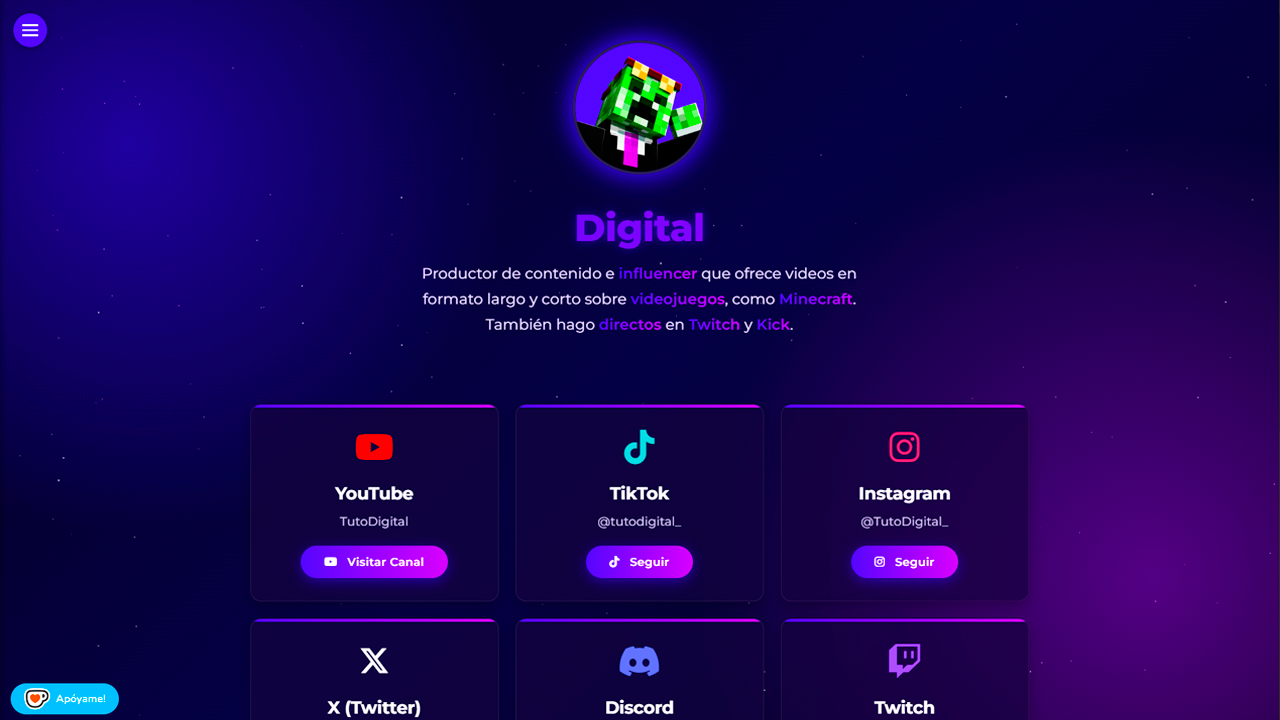 Digital
Productor de contenido e influencer que ofrece videos en
formato largo y corto sobre videojuegos, como Minecraft.
También hago directos en Twitch y Kick.
YouTube
TutoDigital
Visitar Canal
TikTok
@tutodigital_
Seguir
Instagram
@TutoDigital_
Seguir
X (Twitter)
Discord
Twitch
Apóyame!